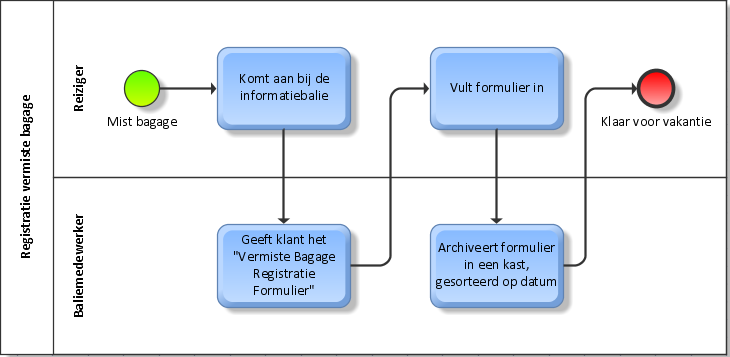 Registratie vermiste bagage
Reiziger
Mist bagage
Komt aan bij de
informatiebalie
Vult formulier in
Klaar voor vakantie
Baliemedewerker
Geeft klant het
"Vermiste Bagage
Registratie
Formulier"
Archiveert formulier
in een kast,
gesorteerd op datum